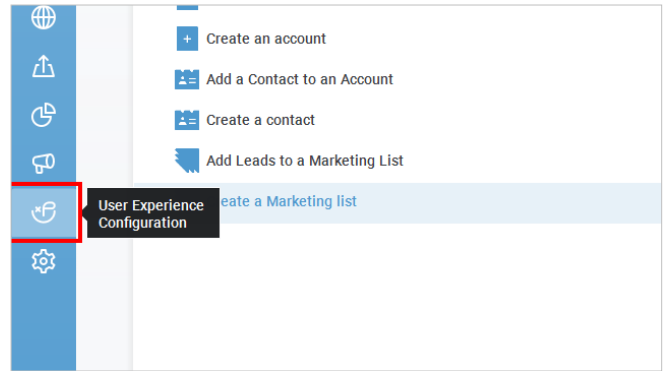 Create an account
Add a Contact to an Account
Create a contact
Add Leads to a Marketing List
User Experience
Configuration
eate a Marketing list